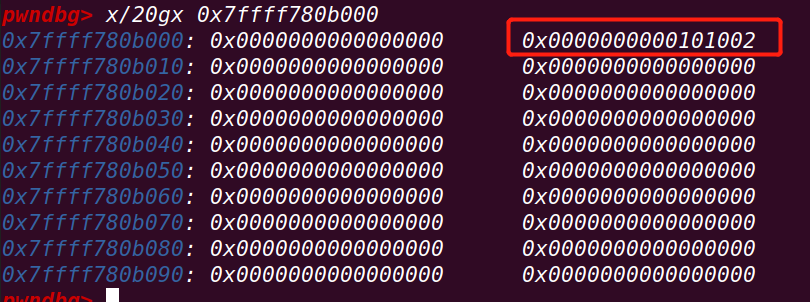 pwndbg> x/20gx 0x7ffff780b000
0x7ffff780b000: 0x0000000000000000 0x0000000000101002
0x7ffff780b010: 0x0000000000000000 0x0000000000000000
0x7ffff780b020: 0x0000000000000000 0x0000000000000000
0x7ffff780b030: 0x0000000000000000 0x0000000000000000
0x7ffff780b040: 0x0000000000000000 0x0000000000000000
0x7ffff780b050: 0x0000000000000000 0x0000000000000000
0x7ffff780b060: 0x0000000000000000 0x0000000000000000
0x7ffff780b070: 0x0000000000000000 0x0000000000000000
0x7ffff780b080: 0x0000000000000000 0x0000000000000000
0x7ffff780b090: 0x0000000000000000 0x0000000000000000
pwndbg>